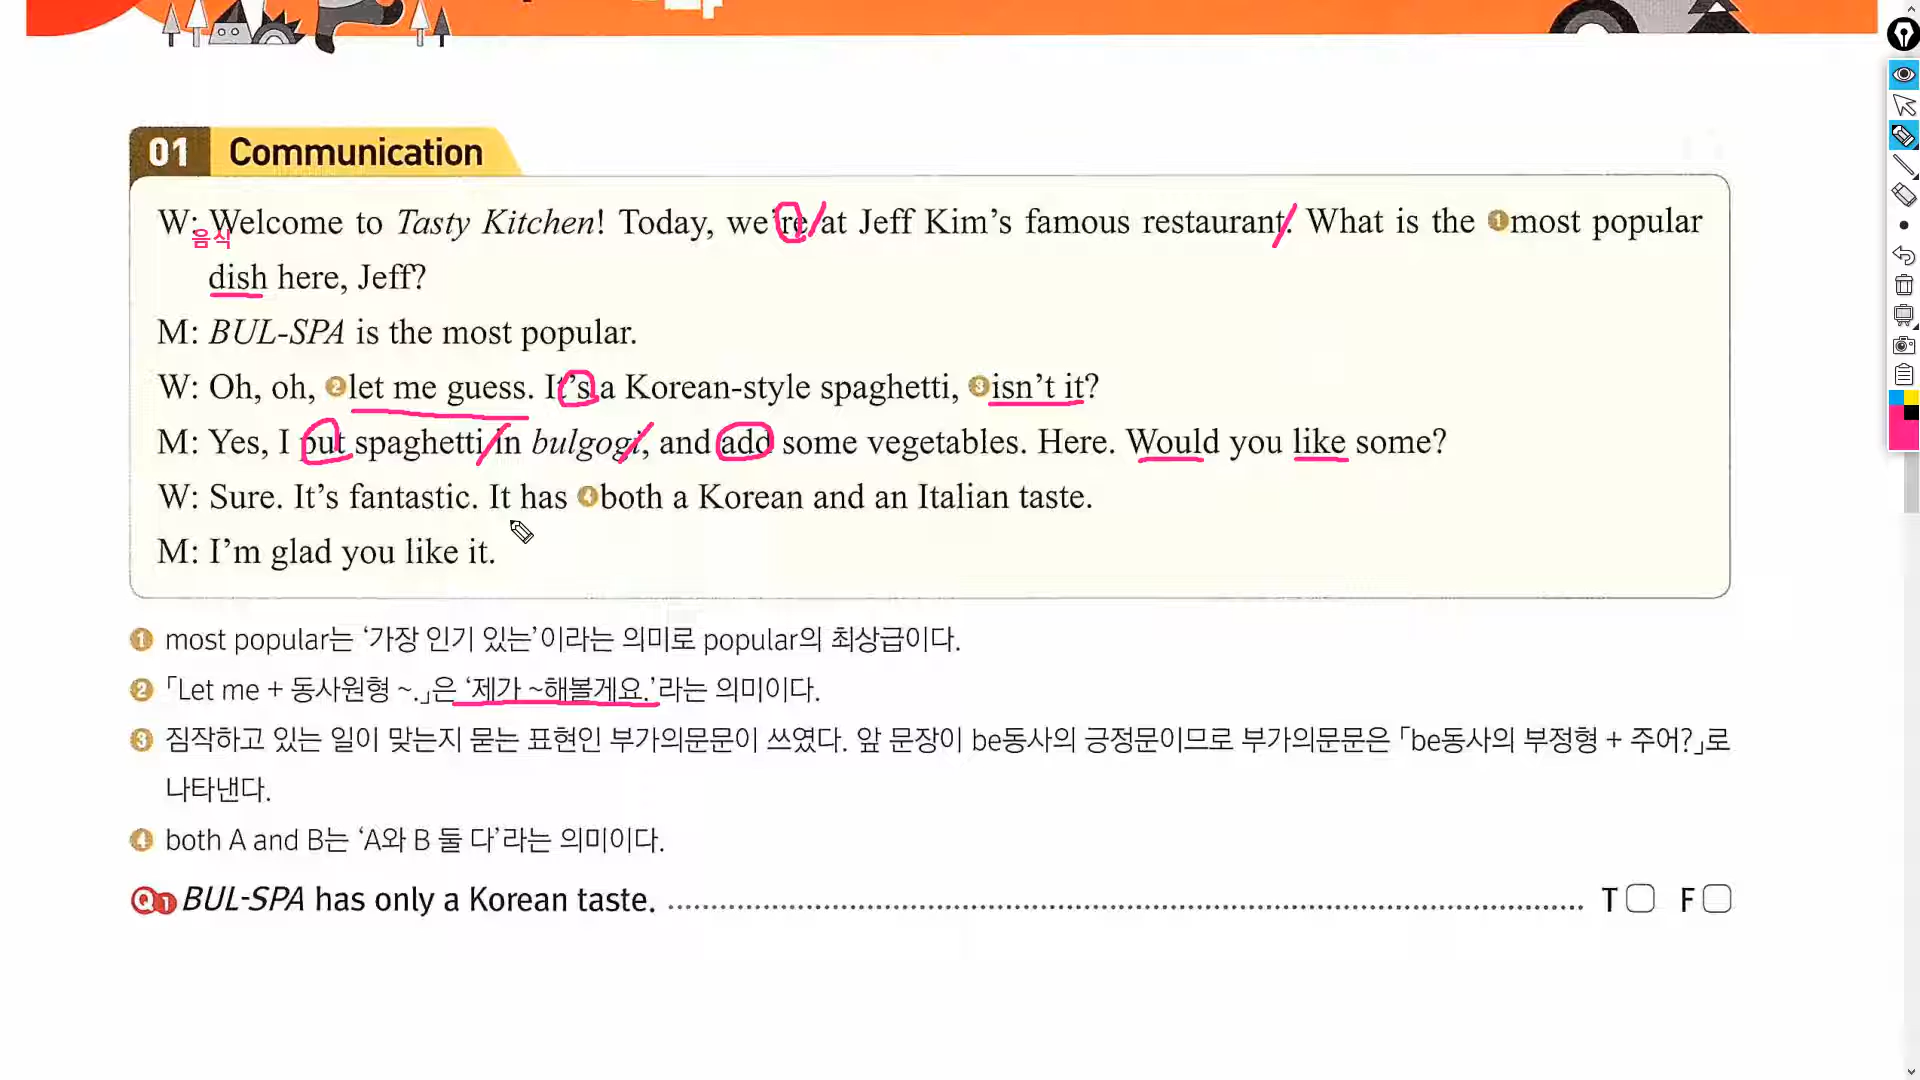 01 Communication
W: Welcome to Tasty Kitchen! Today, we're at Jeff Kim's famous restaurant. What is the ❶most popular
음식
dish here, Jeff?
M: BUL-SPA is the most popular.
W: Oh, oh, ❷let me guess. It's a Korean-style spaghetti, ❸isn't it?
M: Yes, I put spaghetti in bulgogi, and add some vegetables. Here. Would you like some?
W: Sure. It's fantastic. It has ❹both a Korean and an Italian taste.
M: I'm glad you like it.
❶ most popular는 ‘가장 인기 있는’이라는 의미로 popular의 최상급이다.
❷ 「Let me + 동사원형 ~.」은 ‘제가 ~해볼게요.’라는 의미이다.
❸ 짐작하고 있는 일이 맞는지 묻는 표현인 부가의문문이 쓰였다. 앞 문장이 be동사의 긍정문이므로 부가의문문은 「be동사의 부정형 + 주어?」로
나타낸다.
❹ both A and B는 ‘A와 B 둘 다’라는 의미이다.
Q1 BUL-SPA has only a Korean taste. T F